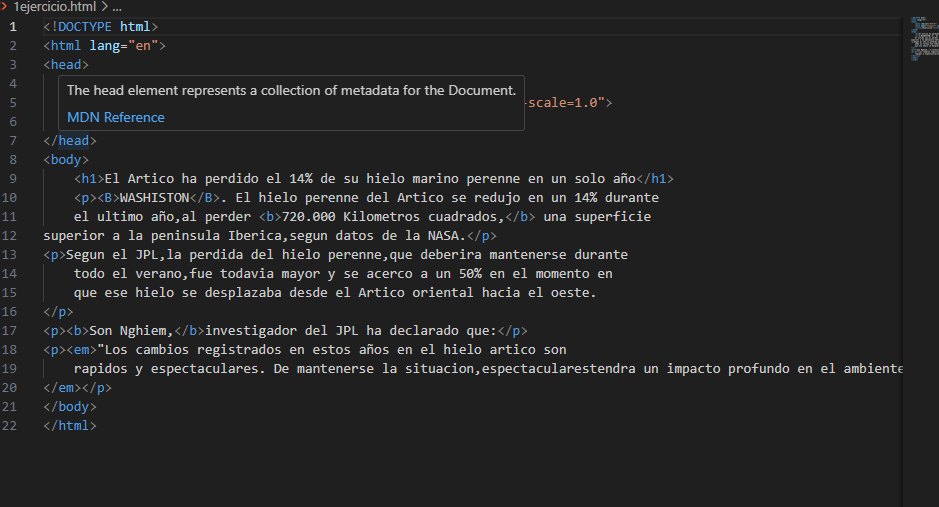 1ejercicio.html > ...
1 <!DOCTYPE html>
2 <html lang="en">
3 <head>
4
The head element represents a collection of metadata for the Document.
5 -scale=1.0">
MDN Reference
6
7 </head>
8 <body>
9 <h1>El Artico ha perdido el 14% de su hielo marino perenne en un solo año</h1>
10 <p><B>WASHISTON</B>. El hielo perenne del Artico se redujo en un 14% durante
11 el ultimo año,al perder <b>720.000 Kilometros cuadrados,</b> una superficie
12 superior a la peninsula Iberica,segun datos de la NASA.</p>
13 <p>Segun el JPL,la perdida del hielo perenne,que deberira mantenerse durante
14 todo el verano,fue todavia mayor y se acerco a un 50% en el momento en
15 que ese hielo se desplazaba desde el Artico oriental hacia el oeste.
16 </p>
17 <p><b>Son Nghiem,</b>investigador del JPL ha declarado que:</p>
18 <p><em>"Los cambios registrados en estos años en el hielo artico son
19 rapidos y espectaculares. De mantenerse la situacion,espectacularestendra un impacto profundo en el ambiente
20 </em></p>
21 </body>
22 </html>